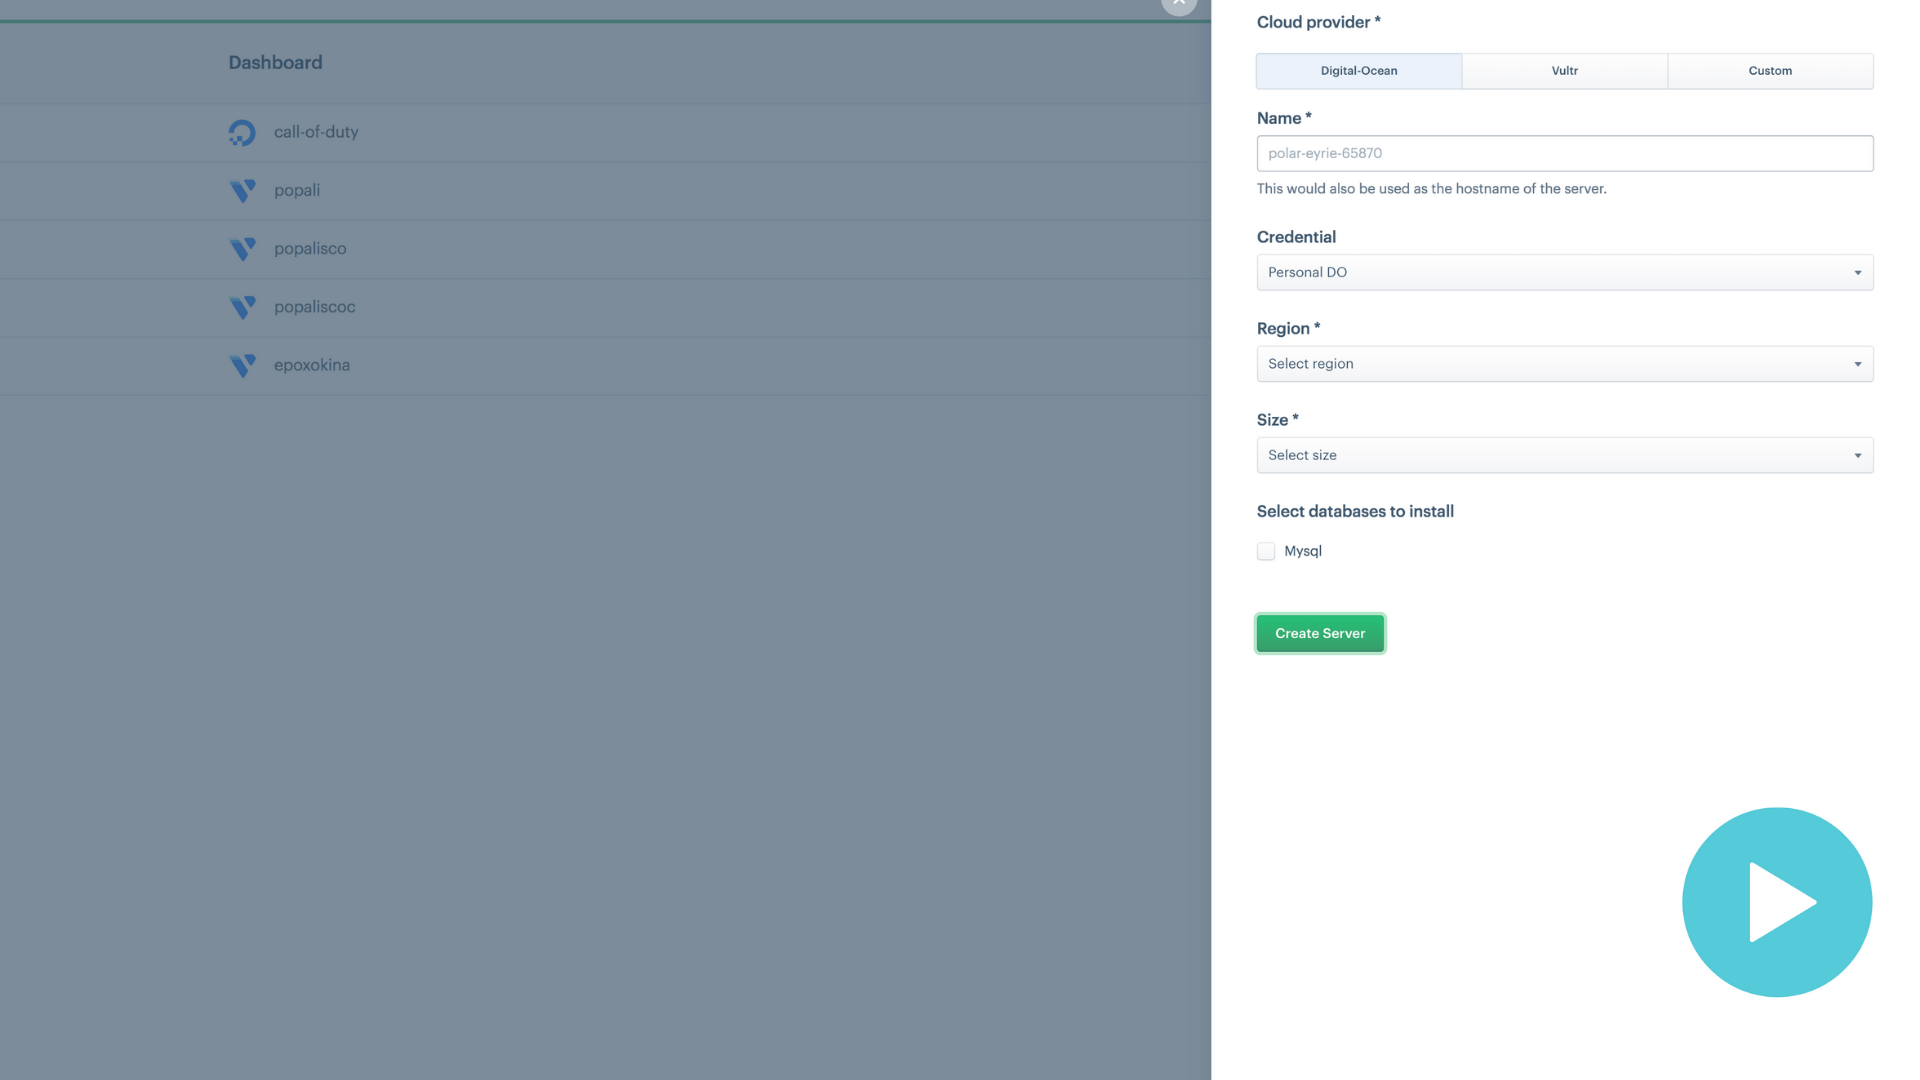 Dashboard
call-of-duty
popali
popalisco
popaliscoc
epoxokina
Cloud provider *
Digital-Ocean
Vultr
Custom
Name *
polar-eyrie-65870
This would also be used as the hostname of the server.
Credential
Personal DO
Region *
Select region
Size *
Select size
Select databases to install
Mysql
Create Server